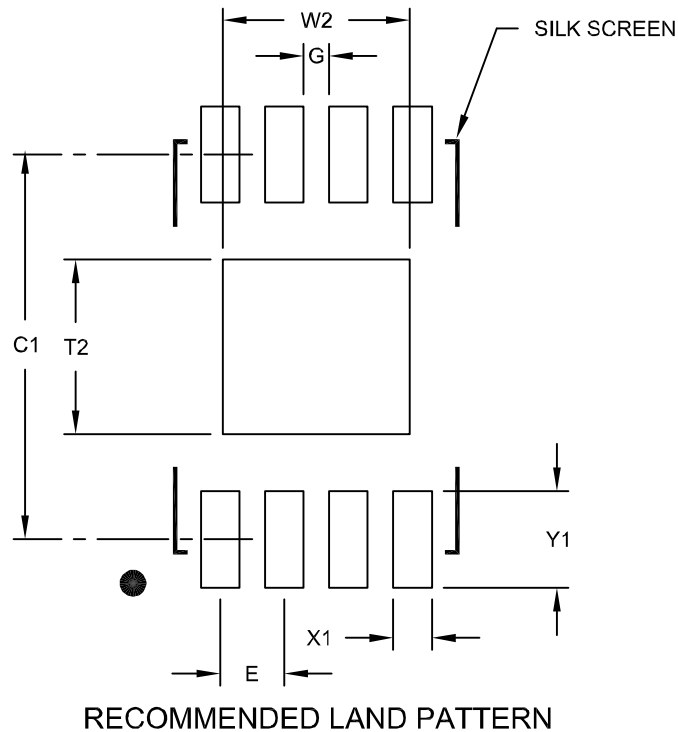 W2
SILK SCREEN
G
C1
T2
Y1
X1
E
RECOMMENDED LAND PATTERN